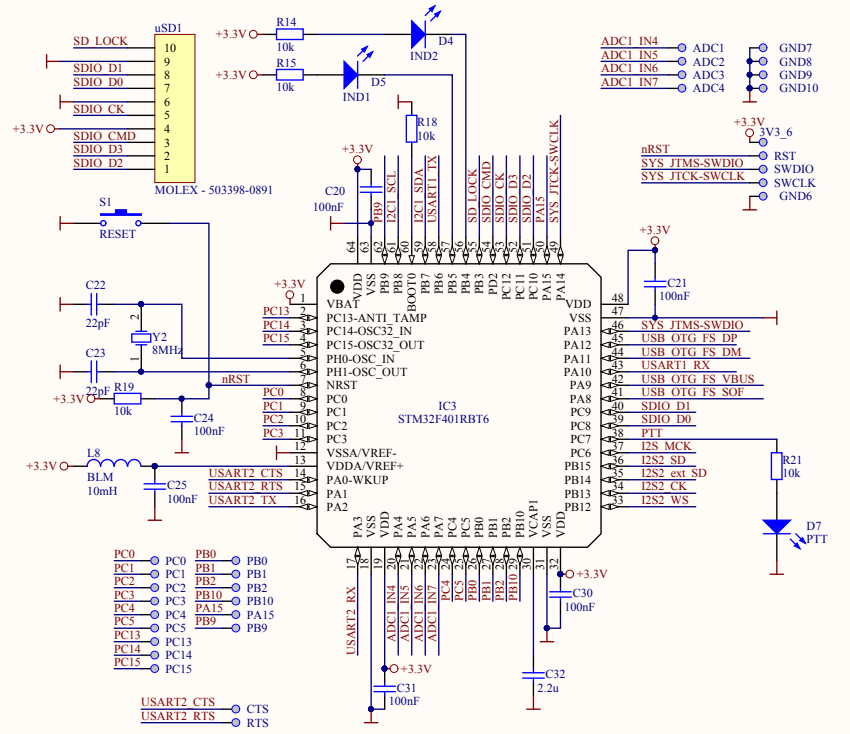 uSD1
SD_LOCK 10
9
SDIO_D1 8
SDIO_D0 7
6
SDIO_CK 5
+3.3V 4
SDIO_CMD 3
SDIO_D3 2
SDIO_D2 1
MOLEX - 503398-0891
+3.3V R14 10k D4 IND2
+3.3V R15 10k D5 IND1
R18 10k
ADC1_IN4 ADC1
ADC1_IN5 ADC2
ADC1_IN6 ADC3
ADC1_IN7 ADC4
GND7
GND8
GND9
GND10
+3.3V
3V3_6
nRST RST
SYS_JTMS-SWDIO SWDIO
SYS_JTCK-SWCLK SWCLK
GND6
S1
RESET
+3.3V
C20
100nF
PB9
I2C1_SCL
I2C1_SDA
USART1_TX
SD_LOCK
SDIO_CMD
SDIO_CK
SDIO_D3
SDIO_D2
PA15
SYS_JTCK-SWCLK
64 VDD
63 VSS
62 PB9
61 PB8
60 BOOT0
59 PB7
58 PB6
57 PB5
56 PB4
55 PB3
54 PD2
53 PC12
52 PC11
51 PC10
50 PA15
49 PA14
IC3
STM32F401RBT6
+3.3V
1 VBAT
PC13 2 PC13-ANTI_TAMP
PC14 3 PC14-OSC32_IN
PC15 4 PC15-OSC32_OUT
5 PH0-OSC_IN
6 PH1-OSC_OUT
nRST 7 NRST
PC0 8 PC0
PC1 9 PC1
PC2 10 PC2
PC3 11 PC3
12 VSSA/VREF-
13 VDDA/VREF+
USART2_CTS 14 PA0-WKUP
USART2_RTS 15 PA1
USART2_TX 16 PA2
C22
22pF
2
Y2
8MHz
1
C23
22pF
+3.3V R19
10k
C24
100nF
+3.3V L8
BLM
10mH
C25
100nF
+3.3V
C21
100nF
VDD 48
VSS 47
PA13 46 SYS_JTMS-SWDIO
PA12 45 USB_OTG_FS_DP
PA11 44 USB_OTG_FS_DM
PA10 43 USART1_RX
PA9 42 USB_OTG_FS_VBUS
PA8 41 USB_OTG_FS_SOF
PC9 40 SDIO_D1
PC8 39 SDIO_D0
PC7 38 PTT
PC6 37 I2S_MCK
PB15 36 I2S2_SD
PB14 35 I2S2_ext_SD
PB13 34 I2S2_CK
PB12 33 I2S2_WS
R21
10k
D7
PTT
PA3 17 USART2_RX
VSS 18
VDD 19
PA4 20 ADC1_IN4
PA5 21 ADC1_IN5
PA6 22 ADC1_IN6
PA7 23 ADC1_IN7
PC4 24 PC4
PC5 25 PC5
PB0 26 PB0
PB1 27 PB1
PB2 28 PB2
PB10 29 PB10
VCAP1 30
VSS 31
VDD 32
+3.3V
C30
100nF
+3.3V
C31
100nF
C32
2.2u
PC0 PC0 PB0 PB0
PC1 PC1 PB1 PB1
PC2 PC2 PB2 PB2
PC3 PC3 PB10 PB10
PC4 PC4 PA15 PA15
PC5 PC5 PB9 PB9
PC13 PC13
PC14 PC14
PC15 PC15
USART2_CTS CTS
USART2_RTS RTS